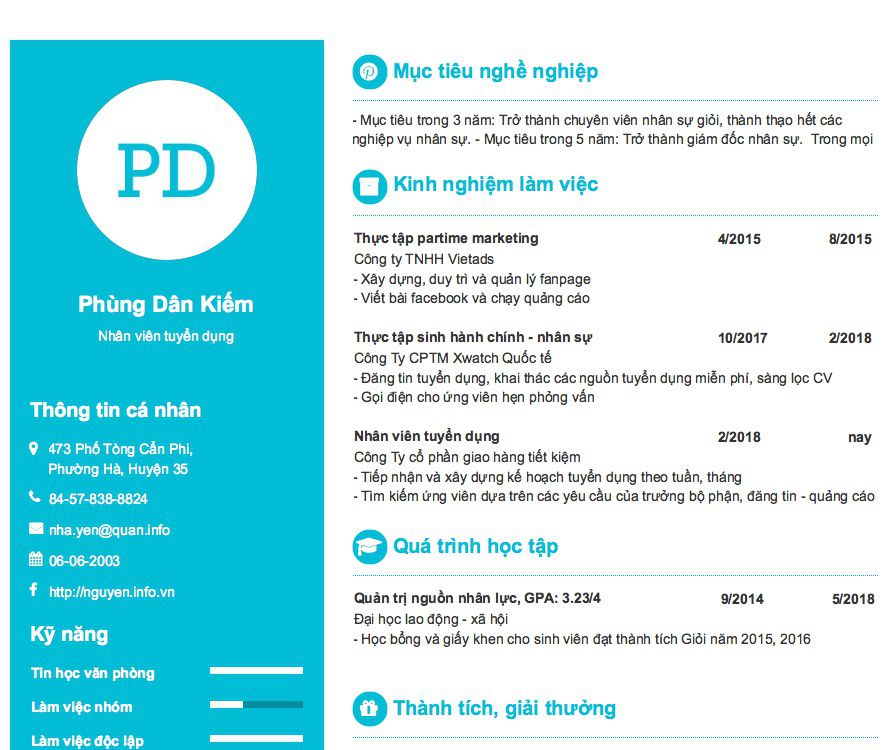 PD
Phùng Dân Kiếm
Nhân viên tuyển dụng
Thông tin cá nhân
473 Phố Tòng Cẩn Phi,
Phường Hà, Huyện 35
84-57-838-8824
nha.yen@quan.info
06-06-2003
http://nguyen.info.vn
Kỹ năng
Tin học văn phòng
Làm việc nhóm
Làm việc độc lập
Mục tiêu nghề nghiệp
- Mục tiêu trong 3 năm: Trở thành chuyên viên nhân sự giỏi, thành thạo hết các
nghiệp vụ nhân sự. - Mục tiêu trong 5 năm: Trở thành giám đốc nhân sự. Trong mọi
Kinh nghiệm làm việc
Thực tập partime marketing 4/2015 8/2015
Công ty TNHH Vietads
- Xây dựng, duy trì và quản lý fanpage
- Viết bài facebook và chạy quảng cáo
Thực tập sinh hành chính - nhân sự 10/2017 2/2018
Công Ty CPTM Xwatch Quốc tế
- Đăng tin tuyển dụng, khai thác các nguồn tuyển dụng miễn phí, sàng lọc CV
- Gọi điện cho ứng viên hẹn phỏng vấn
Nhân viên tuyển dụng 2/2018 nay
Công Ty cổ phần giao hàng tiết kiệm
- Tiếp nhận và xây dựng kế hoạch tuyển dụng theo tuần, tháng
- Tìm kiếm ứng viên dựa trên các yêu cầu của trưởng bộ phận, đăng tin - quảng cáo
Quá trình học tập
Quản trị nguồn nhân lực, GPA: 3.23/4 9/2014 5/2018
Đại học lao động - xã hội
- Học bổng và giấy khen cho sinh viên đạt thành tích Giỏi năm 2015, 2016
Thành tích, giải thưởng